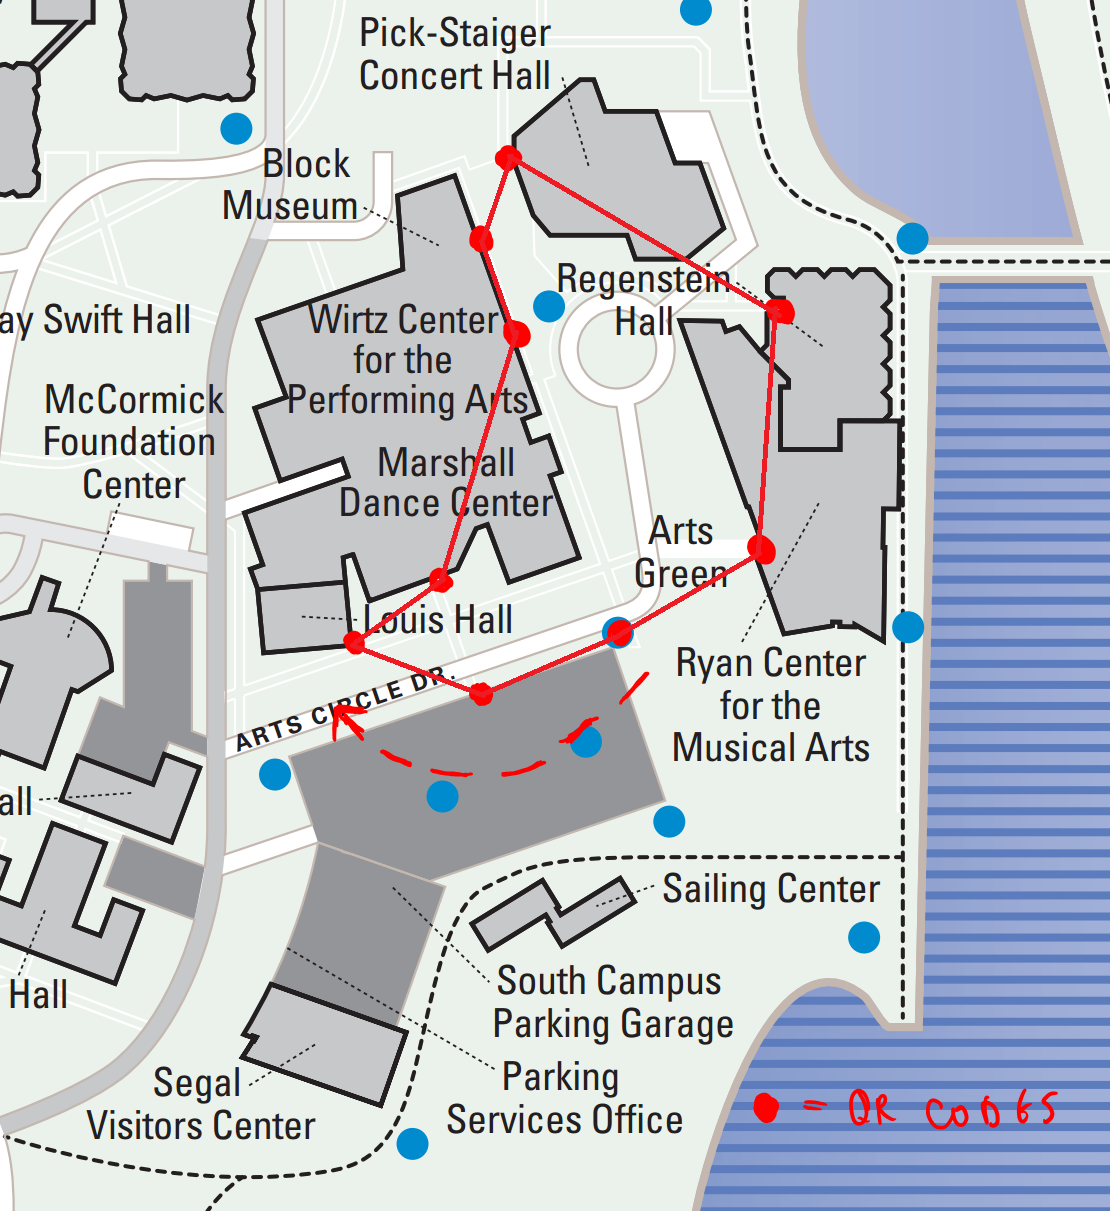 Pick-Staiger
Concert Hall
Block
Museum
Regenstein
Hall
ay Swift Hall
Wirtz Center
for the
Performing Arts
McCormick
Foundation
Center
Marshall
Dance Center
Arts
Green
Louis Hall
ARTS CIRCLE DR.
Ryan Center
for the
Musical Arts
all
Sailing Center
Hall
South Campus
Parking Garage
Segal
Visitors Center
Parking
Services Office
= QR CODES